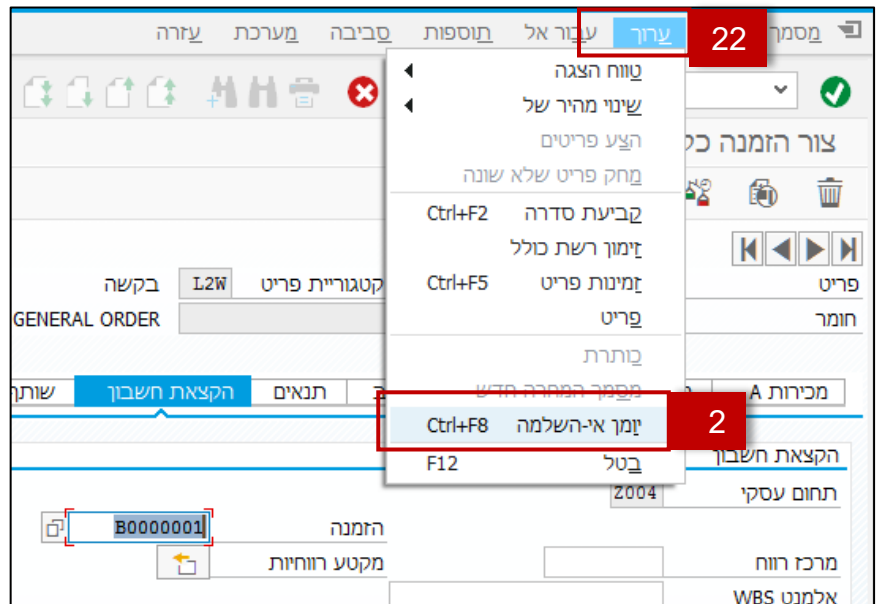 מסמך 22 ערוך עבור אל תוספות סביבה מערכת עזרה
טווח הצגה
שינוי מהיר של
צור הזמנה
הצע פריטים
מחק פריט שלא שונה
קביעת סדרה Ctrl+F2
זימון רשת כולל
זמינות פריט Ctrl+F5
פריט
כותרת
מסמך המחרה חדש
יומן אי-השלמה Ctrl+F8 2
בטל F12
פריט קטגוריית פריט L2W בקשה
חומר GENERAL ORDER
מכירות A תנאים הקצאת חשבון
הקצאת חשבון
תחום עסקי Z004
הזמנה B0000001
מרכז רווח מקטע רווחיות
אלמנט WBS